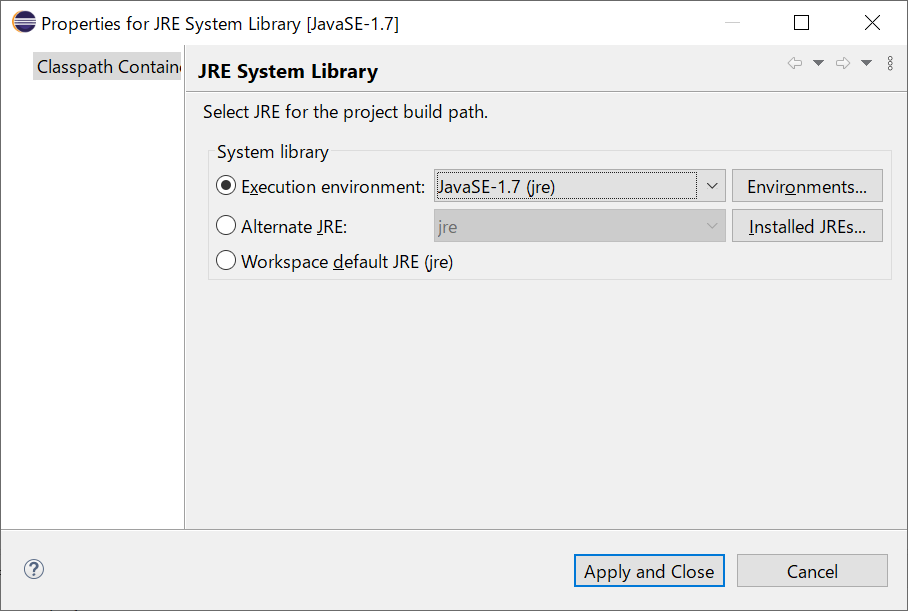 Properties for JRE System Library [JavaSE-1.7]
Classpath Contain
JRE System Library
Select JRE for the project build path.
System library
Execution environment: JavaSE-1.7 (jre) Environments...
Alternate JRE: jre Installed JREs...
Workspace default JRE (jre)
? Apply and Close Cancel